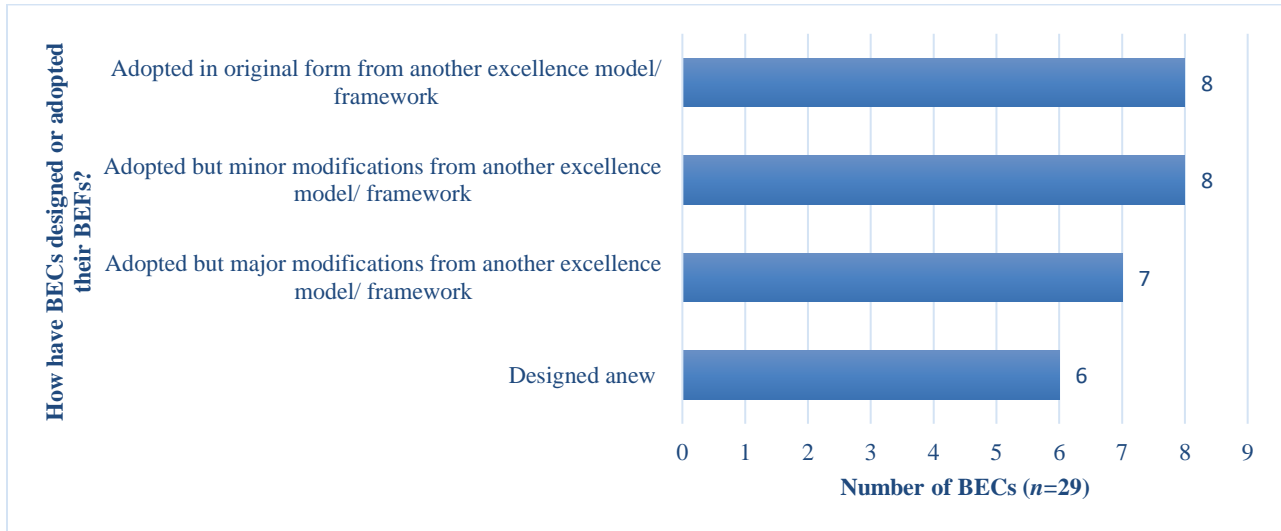 How have BECs designed or adopted
their BEFs?
Adopted in original form from another excellence model/
framework
8
Adopted but minor modifications from another excellence
model/ framework
8
Adopted but major modifications from another excellence
model/ framework
7
Designed anew
6
0 1 2 3 4 5 6 7 8 9
Number of BECs (n=29)